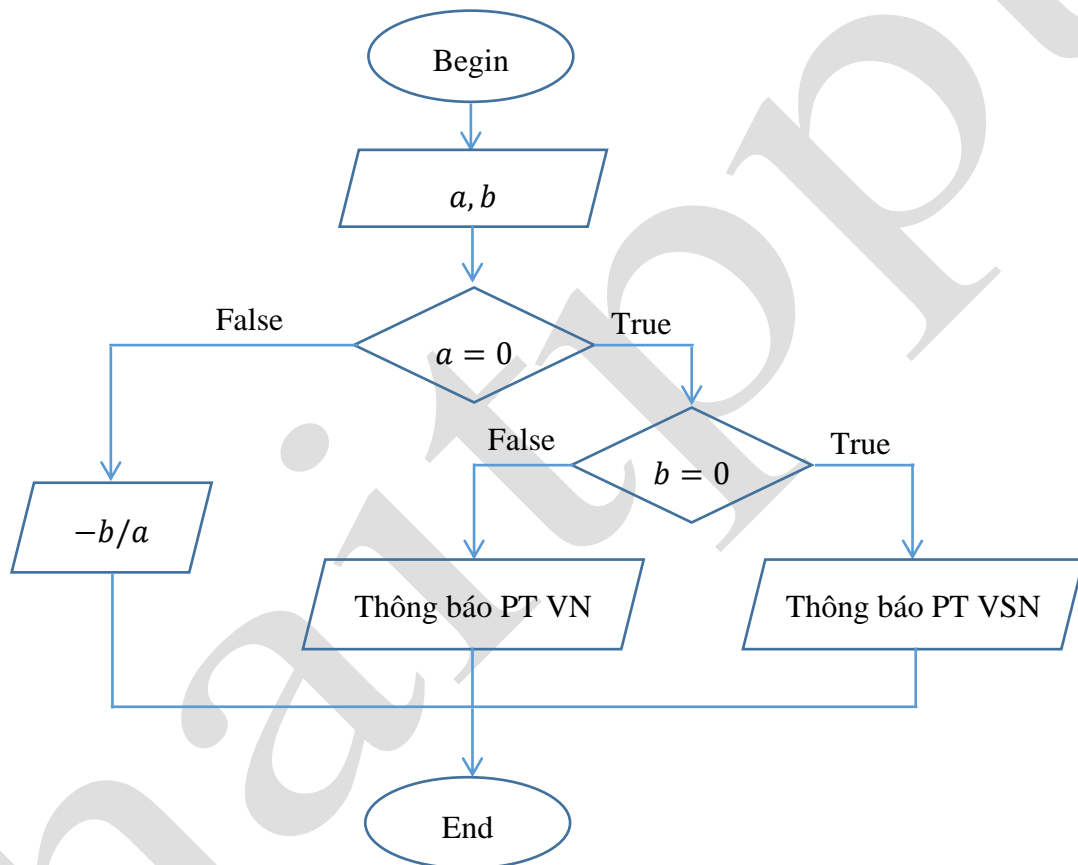 Begin
a, b
False
True
a = 0
False
True
b = 0
−b/a
Thông báo PT VN
Thông báo PT VSN
End